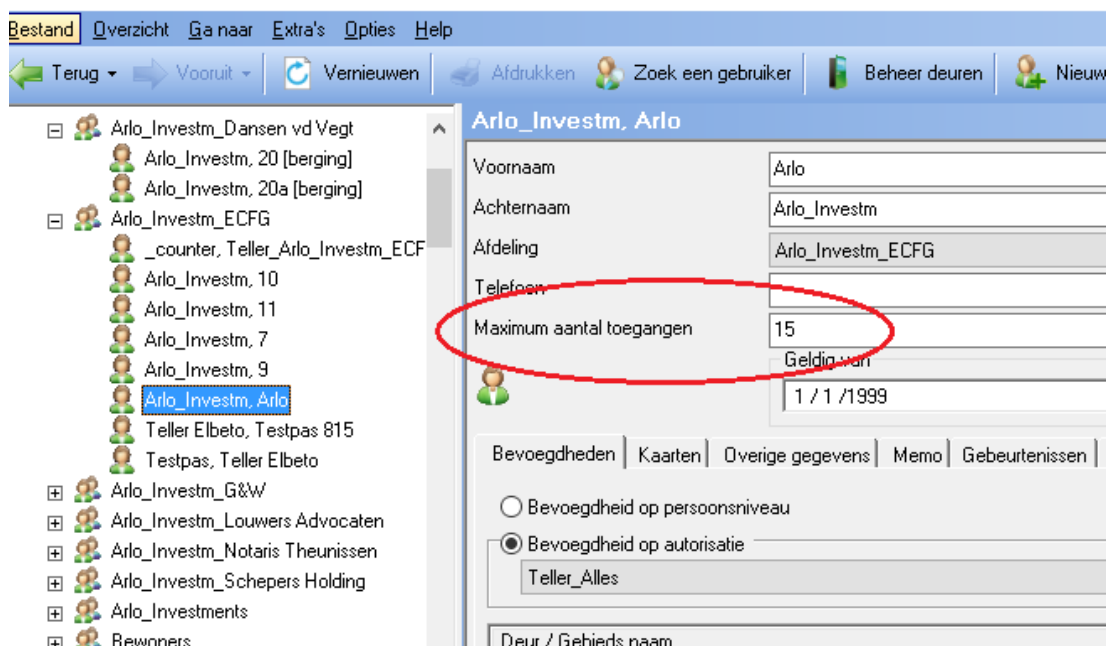 Bestand Overzicht Ga naar Extra's Opties Help
Terug Vooruit Vernieuwen Afdrukken Zoek een gebruiker Beheer deuren Nieuw
Arlo_Investm_Dansen vd Vegt
Arlo_Investm, 20 [berging]
Arlo_Investm, 20a [berging]
Arlo_Investm_ECFG
_counter, Teller_Arlo_Investm_ECF
Arlo_Investm, 10
Arlo_Investm, 11
Arlo_Investm, 7
Arlo_Investm, 9
Arlo_Investm, Arlo
Teller Elbeto, Testpas 815
Testpas, Teller Elbeto
Arlo_Investm_G&W
Arlo_Investm_Louwers Advocaten
Arlo_Investm_Notaris Theunissen
Arlo_Investm_Schepers Holding
Arlo_Investments
Bewoners
Arlo_Investm, Arlo
Voornaam Arlo
Achternaam Arlo_Investm
Afdeling Arlo_Investm_ECFG
Telefoon
Maximum aantal toegangen 15
Geldig van
1 / 1 /1999
Bevoegdheden Kaarten Overige gegevens Memo Gebeurtenissen
Bevoegdheid op persoonsniveau
Bevoegdheid op autorisatie
Teller_Alles
Deur / Gebieds naam